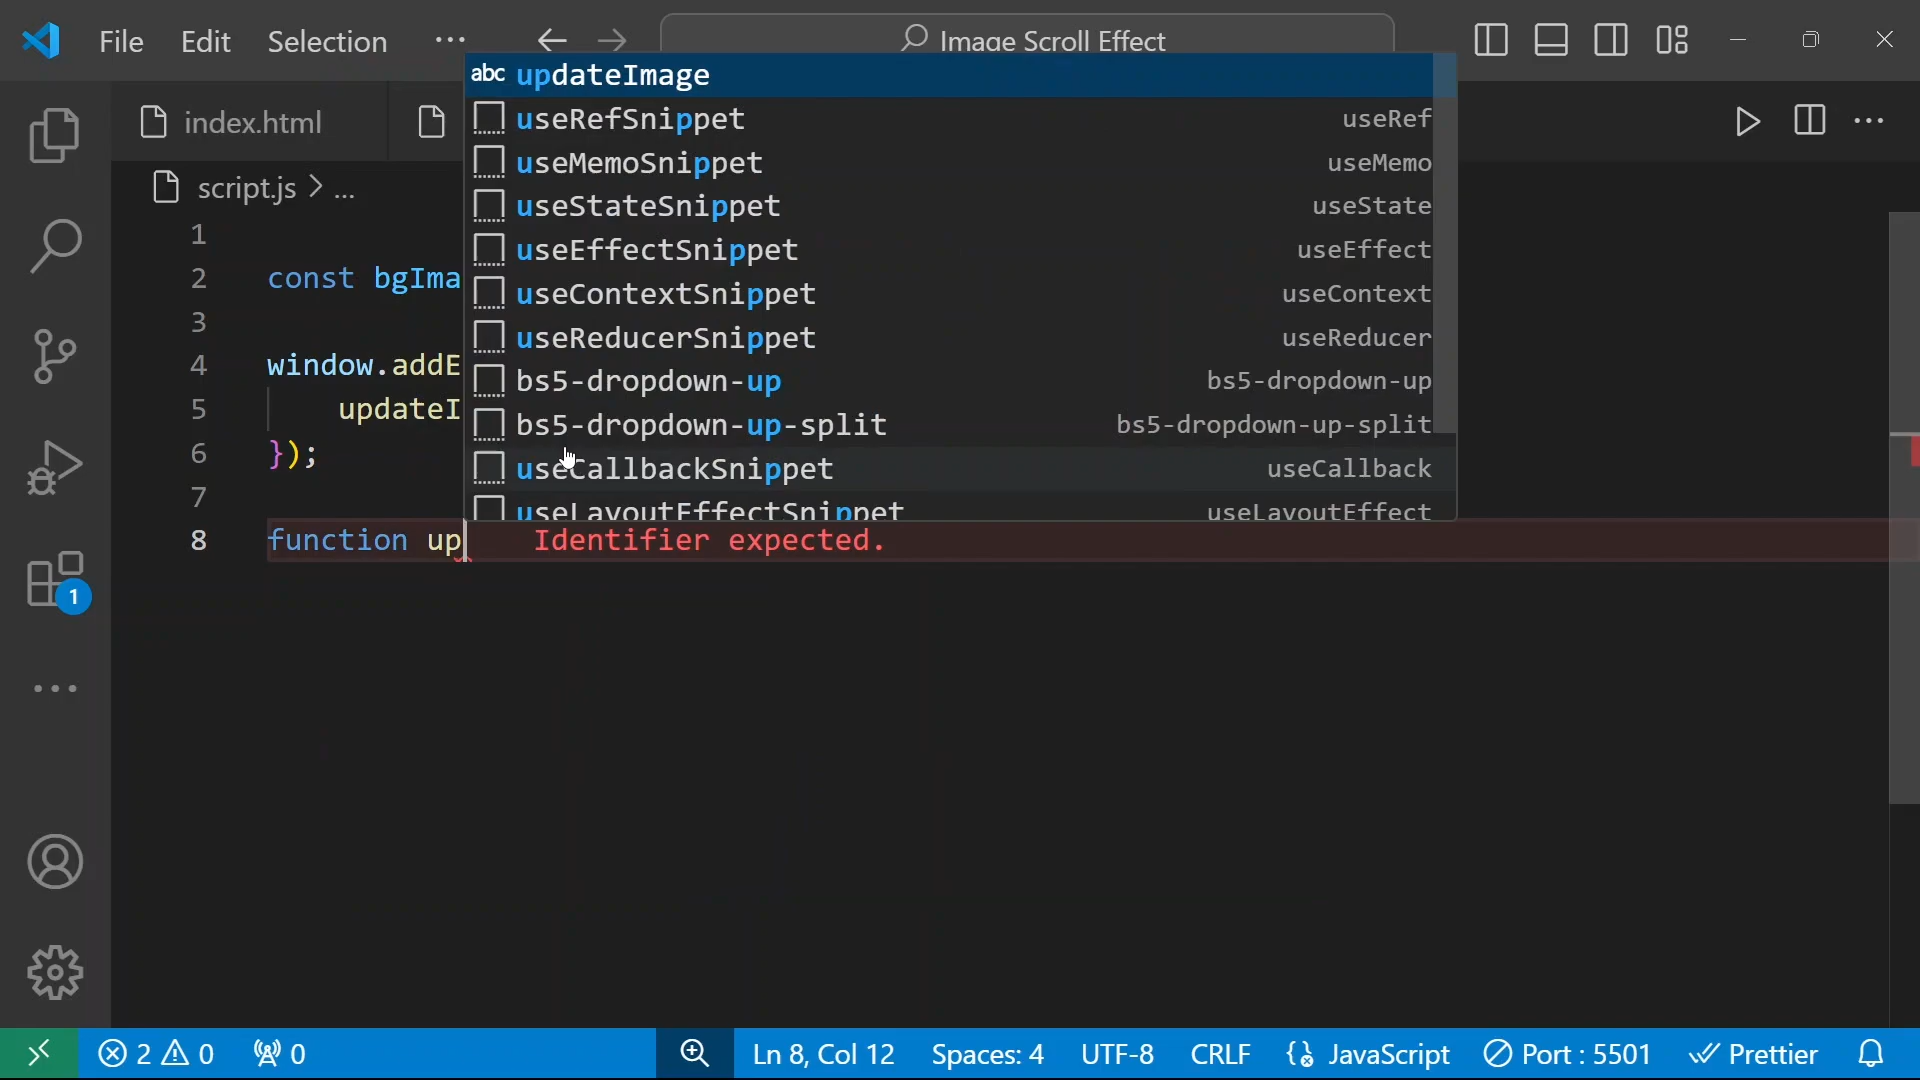 File Edit Selection ...
Image Scroll Effect
index.html
script.js > ...
abc updateImage
useRefSnippet useRef
useMemoSnippet useMemo
useStateSnippet useState
useEffectSnippet useEffect
useContextSnippet useContext
useReducerSnippet useReducer
bs5-dropdown-up bs5-dropdown-up
bs5-dropdown-up-split bs5-dropdown-up-split
useCallbackSnippet useCallback
useLayoutEffectSnippet useLayoutEffect
1
2 const bgIma
3
4 window.addE
5 updateI
6 });
7
8 function up Identifier expected.
1
2 0 0 Ln 8, Col 12 Spaces: 4 UTF-8 CRLF JavaScript Port : 5501 Prettier